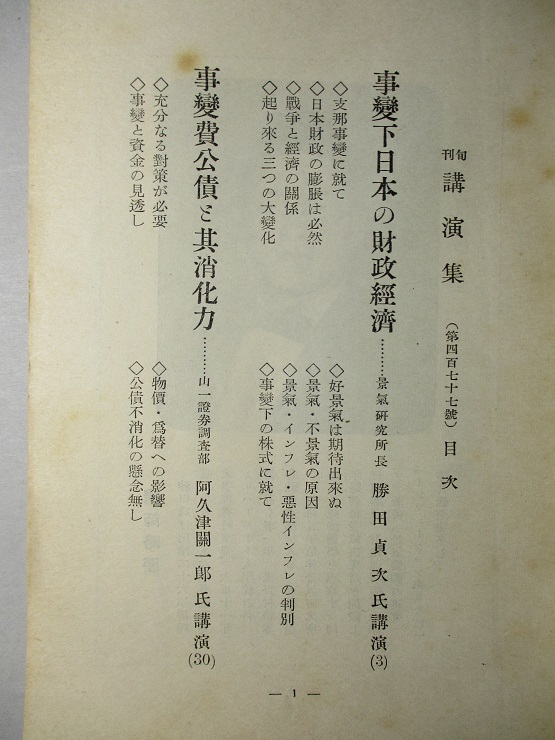 旬刊 講演集 （第四百七十七號） 目次
事變下日本の財政經濟………景氣硏究所長 勝田貞次氏講演(3)
◇支那事變に就て
◇日本財政の膨脹は必然
◇戰爭と經濟の關係
◇起り來る三つの大變化
◇好景氣は期待出來ぬ
◇景氣・不景氣の原因
◇景氣・インフレ・惡性インフレの判別
◇事變下の株式に就て
事變費公債と其消化力………山一證券調査部 阿久津關一郞氏講演(30)
◇充分なる對策が必要
◇事變と資金の見透し
◇物價・爲替への影響
◇公債不消化の懸念無し
— 1 —